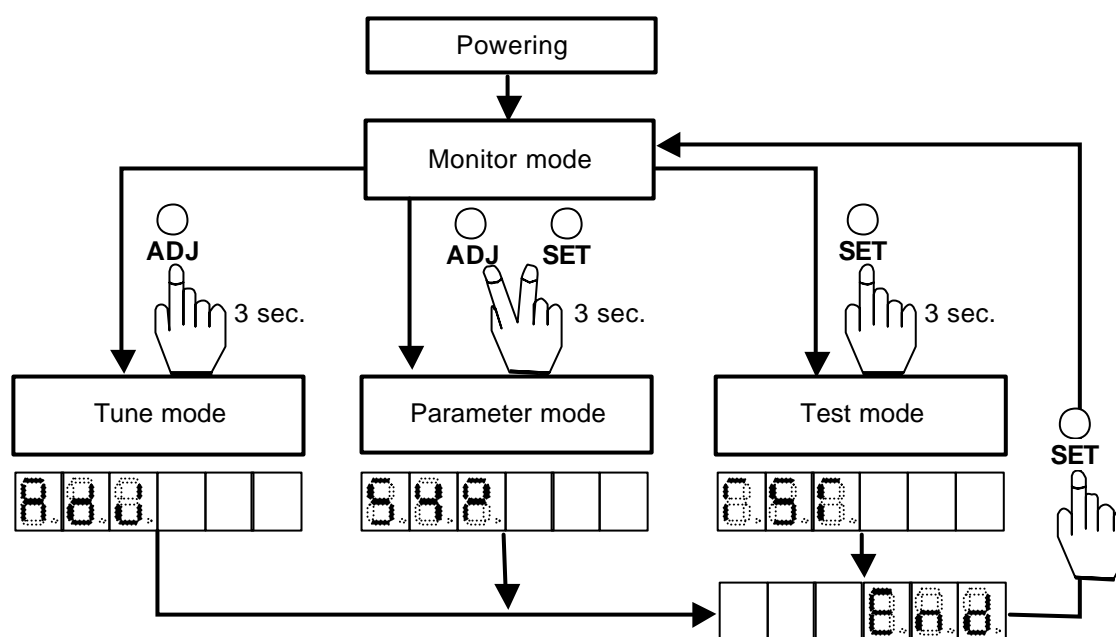 Powering
Monitor mode
ADJ
ADJ SET
SET
3 sec.
3 sec.
3 sec.
Tune mode
Parameter mode
Test mode
SET
AdJ
SYP
TST
End